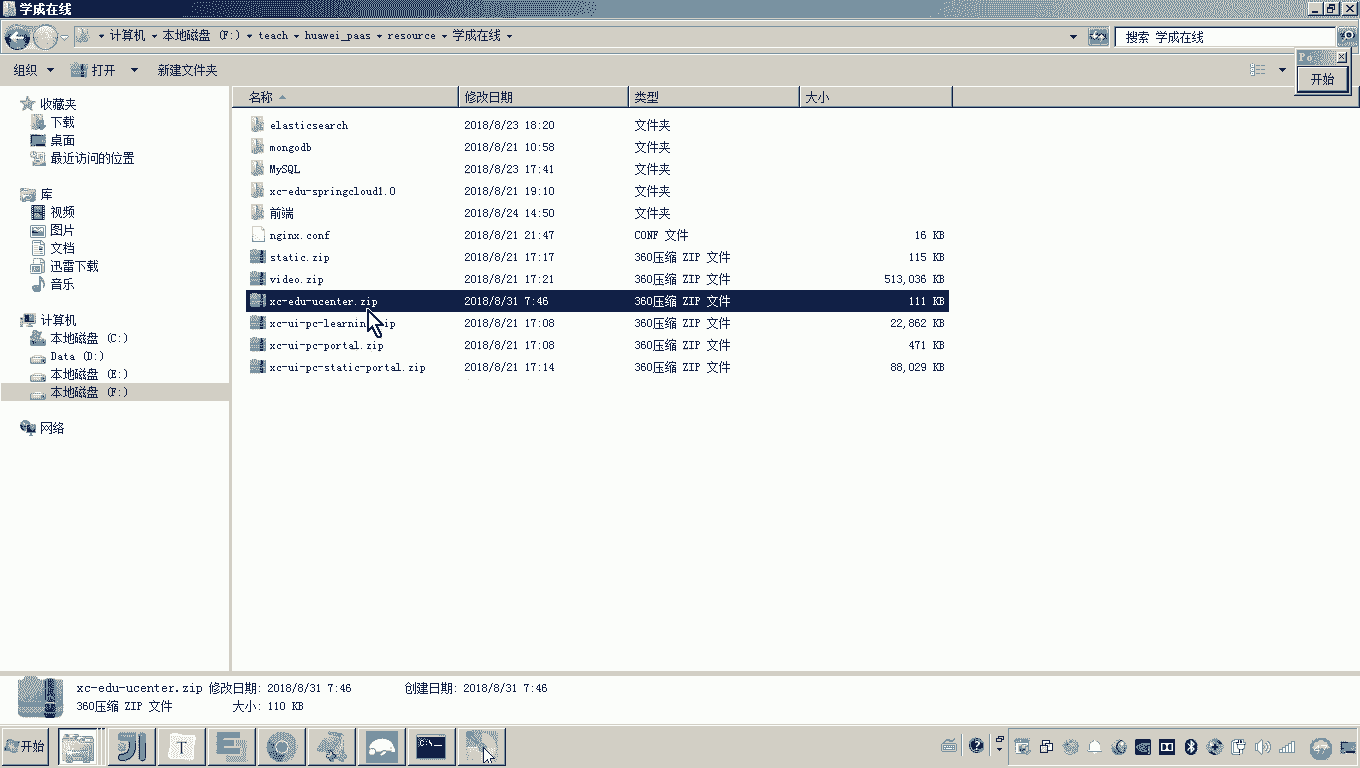 学成在线
计算机 本地磁盘 (F:) teach huawei_paas resource 学成在线
搜索 学成在线
组织 打开 新建文件夹
开始
名称 修改日期 类型 大小
收藏夹
下载
桌面
最近访问的位置
库
视频
图片
文档
迅雷下载
音乐
计算机
本地磁盘 (C:)
Data (D:)
本地磁盘 (E:)
本地磁盘 (F:)
网络
elasticsearch 2018/8/23 18:20 文件夹
mongodb 2018/8/21 10:58 文件夹
MySQL 2018/8/23 17:41 文件夹
xc-edu-springcloud1.0 2018/8/21 19:10 文件夹
前端 2018/8/24 14:50 文件夹
nginx.conf 2018/8/21 21:47 CONF 文件 16 KB
static.zip 2018/8/21 17:17 360压缩 ZIP 文件 115 KB
video.zip 2018/8/21 17:21 360压缩 ZIP 文件 513,036 KB
xc-edu-ucenter.zip 2018/8/31 7:46 360压缩 ZIP 文件 111 KB
xc-ui-pc-learning.zip 2018/8/21 17:08 360压缩 ZIP 文件 22,862 KB
xc-ui-pc-portal.zip 2018/8/21 17:08 360压缩 ZIP 文件 471 KB
xc-ui-pc-static-portal.zip 2018/8/21 17:14 360压缩 ZIP 文件 88,029 KB
xc-edu-ucenter.zip 修改日期: 2018/8/31 7:46 创建日期: 2018/8/31 7:46
360压缩 ZIP 文件 大小: 110 KB
开始